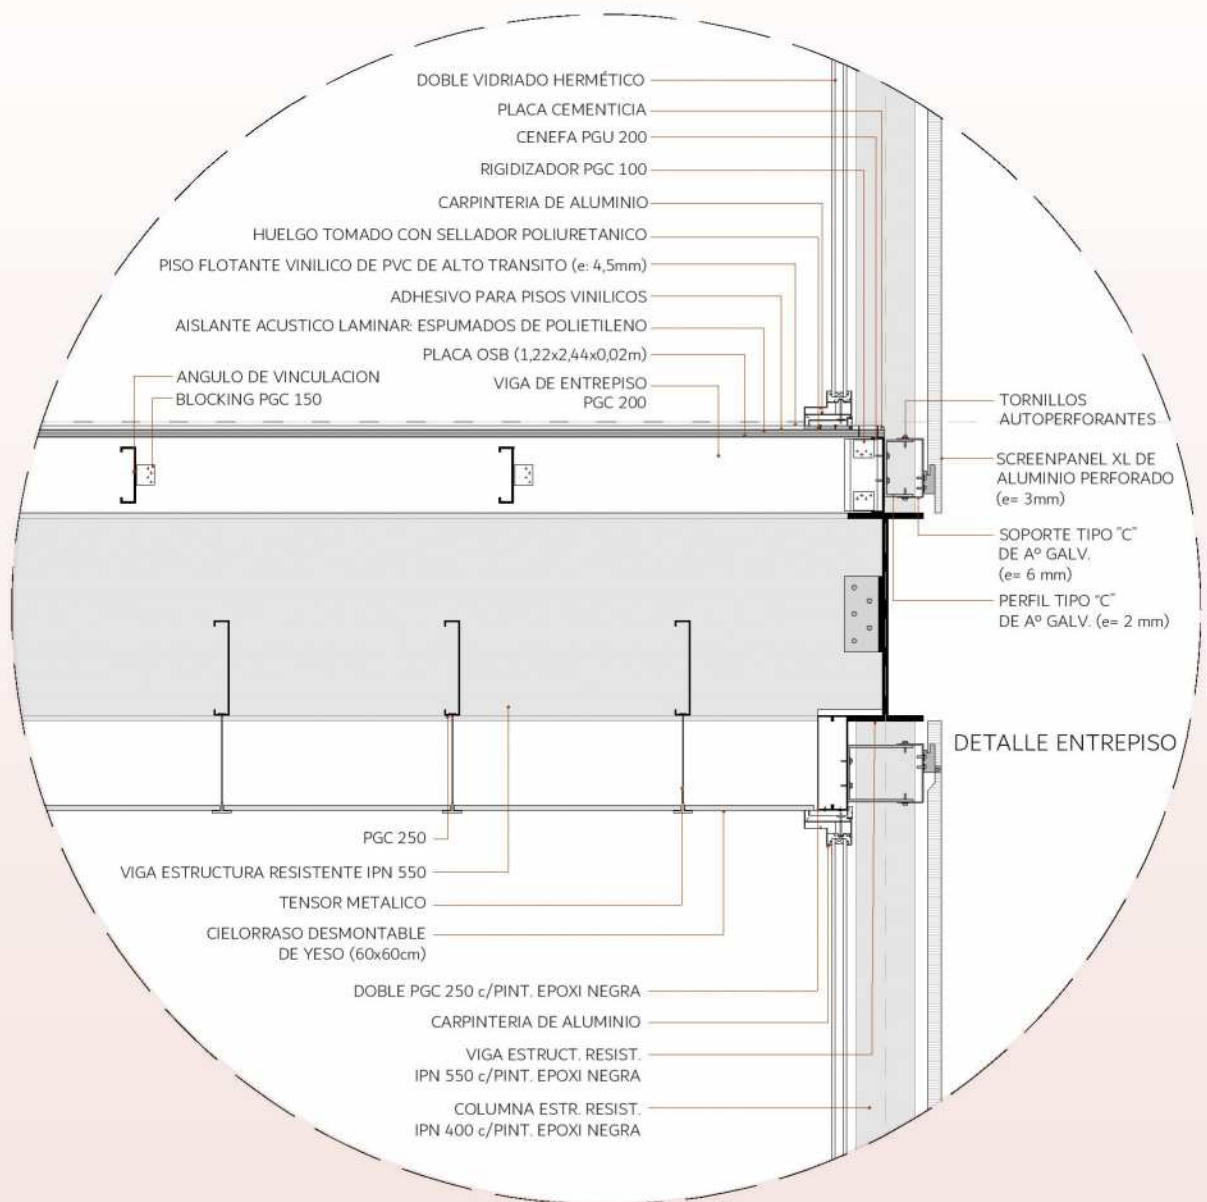 DOBLE VIDRIADO HERMÉTICO
PLACA CEMENTICIA
CENEFA PGU 200
RIGIDIZADOR PGC 100
CARPINTERIA DE ALUMINIO
HUELGO TOMADO CON SELLADOR POLIURETANICO
PISO FLOTANTE VINILICO DE PVC DE ALTO TRANSITO (e: 4,5mm)
ADHESIVO PARA PISOS VINILICOS
AISLANTE ACUSTICO LAMINAR: ESPUMADOS DE POLIETILENO
PLACA OSB (1,22x2,44x0,02m)
ANGULO DE VINCULACION
BLOCKING PGC 150
VIGA DE ENTREPISO
PGC 200
TORNILLOS
AUTOPERFORANTES
SCREENPANEL XL DE
ALUMINIO PERFORADO
(e= 3mm)
SOPORTE TIPO "C"
DE Aº GALV.
(e= 6 mm)
PERFIL TIPO "C"
DE Aº GALV. (e= 2 mm)
DETALLE ENTREPISO
PGC 250
VIGA ESTRUCTURA RESISTENTE IPN 550
TENSOR METALICO
CIELORRASO DESMONTABLE
DE YESO (60x60cm)
DOBLE PGC 250 c/PINT. EPOXI NEGRA
CARPINTERIA DE ALUMINIO
VIGA ESTRUCT. RESIST.
IPN 550 c/PINT. EPOXI NEGRA
COLUMNA ESTR. RESIST.
IPN 400 c/PINT. EPOXI NEGRA